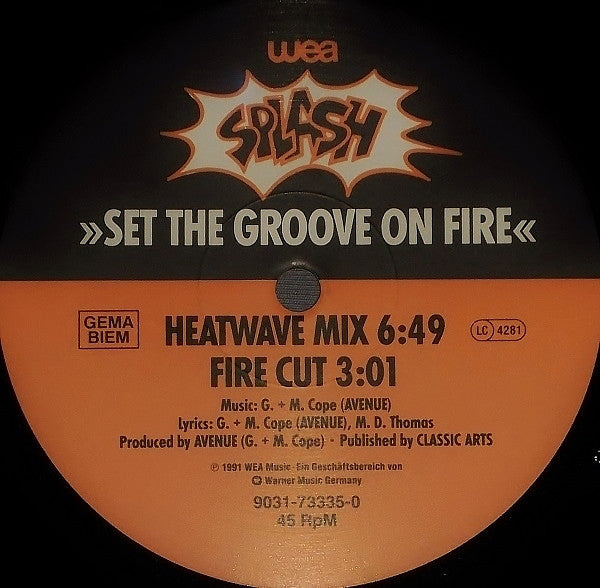 wea
SPLASH
»SET THE GROOVE ON FIRE«
GEMA
BIEM
HEATWAVE MIX 6:49
LC 4281
FIRE CUT 3:01
Music: G. + M. Cope (AVENUE)
Lyrics: G. + M. Cope (AVENUE), M. D. Thomas
Produced by AVENUE (G. + M. Cope) · Published by CLASSIC ARTS
℗ 1991 WEA Music · Ein Geschäftsbereich von
Warner Music Germany
9031-73335-0
45 RpM